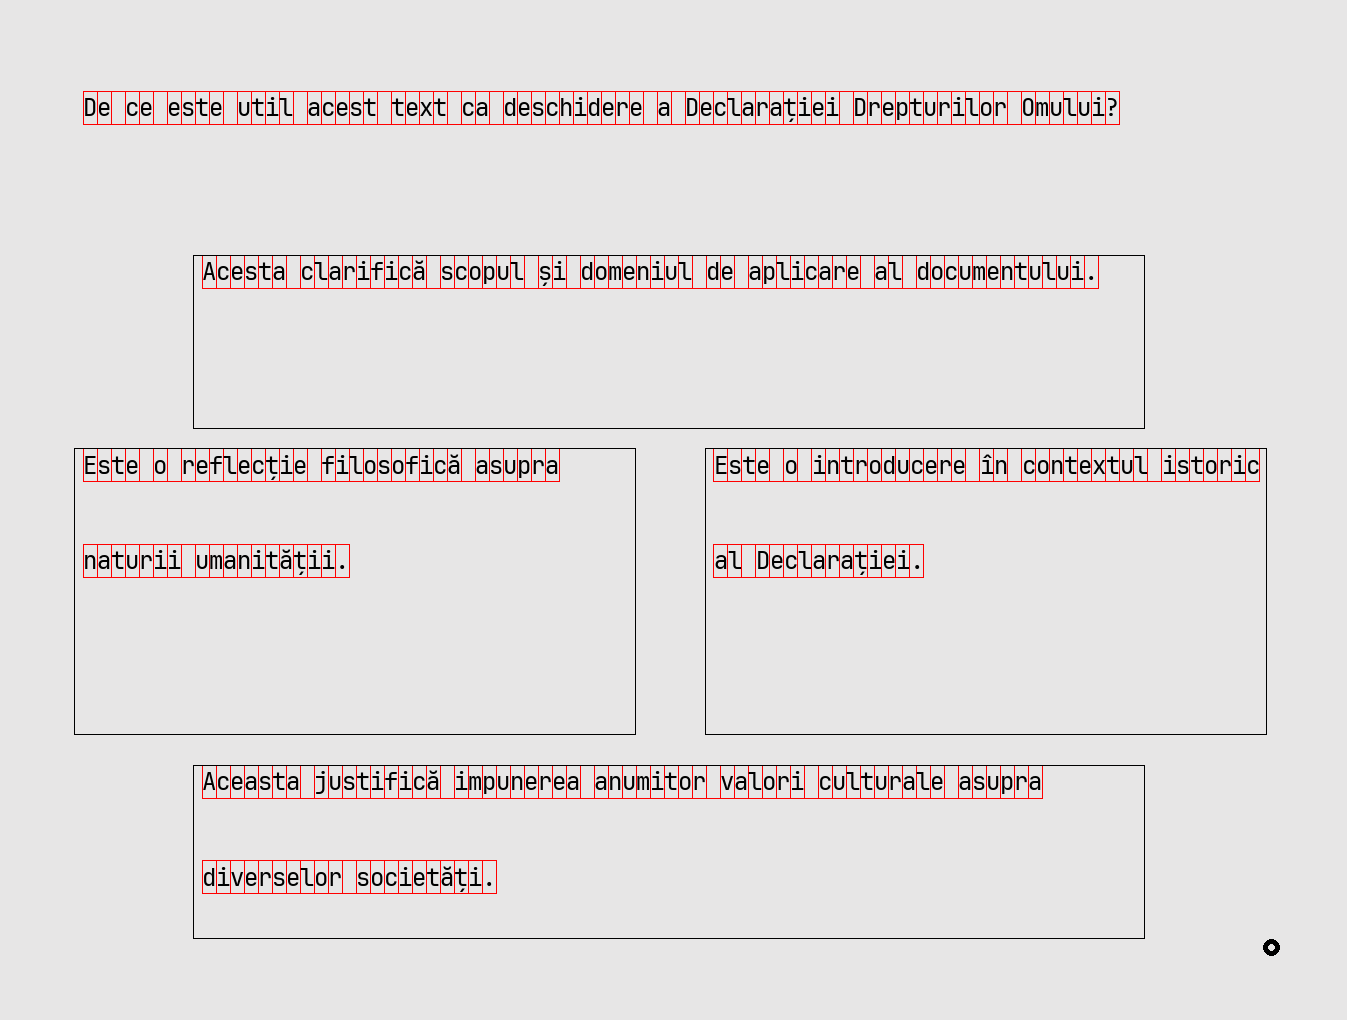 De ce este util acest text ca deschidere a Declarației Drepturilor Omului?
Acesta clarifică scopul și domeniul de aplicare al documentului.
Este o reflecție filosofică asupra
naturii umanității.
Este o introducere în contextul istoric
al Declarației.
Aceasta justifică impunerea anumitor valori culturale asupra
diverselor societăți.